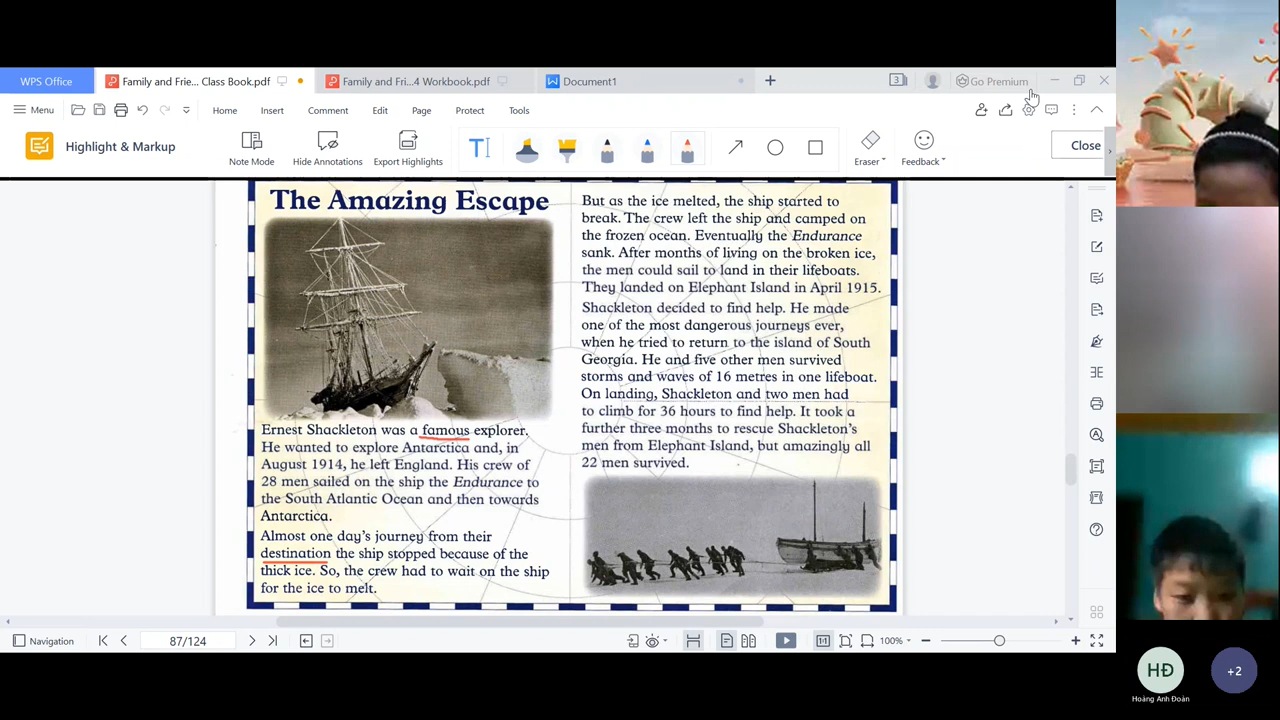 WPS Office
Family and Frie... Class Book.pdf
Family and Fri...4 Workbook.pdf
Document1
3
Go Premium
Menu
Home
Insert
Comment
Edit
Page
Protect
Tools
Highlight & Markup
Note Mode
Hide Annotations
Export Highlights
Eraser
Feedback
Close
The Amazing Escape
Ernest Shackleton was a famous explorer.
He wanted to explore Antarctica and, in
August 1914, he left England. His crew of
28 men sailed on the ship the Endurance to
the South Atlantic Ocean and then towards
Antarctica.
Almost one day's journey from their
destination the ship stopped because of the
thick ice. So, the crew had to wait on the ship
for the ice to melt.
But as the ice melted, the ship started to
break. The crew left the ship and camped on
the frozen ocean. Eventually the Endurance
sank. After months of living on the broken ice,
the men could sail to land in their lifeboats.
They landed on Elephant Island in April 1915.
Shackleton decided to find help. He made
one of the most dangerous journeys ever,
when he tried to return to the island of South
Georgia. He and five other men survived
storms and waves of 16 metres in one lifeboat.
On landing, Shackleton and two men had
to climb for 36 hours to find help. It took a
further three months to rescue Shackleton's
men from Elephant Island, but amazingly all
22 men survived.
Navigation
87/124
100%
HĐ
Hoàng Anh Đoàn
+2